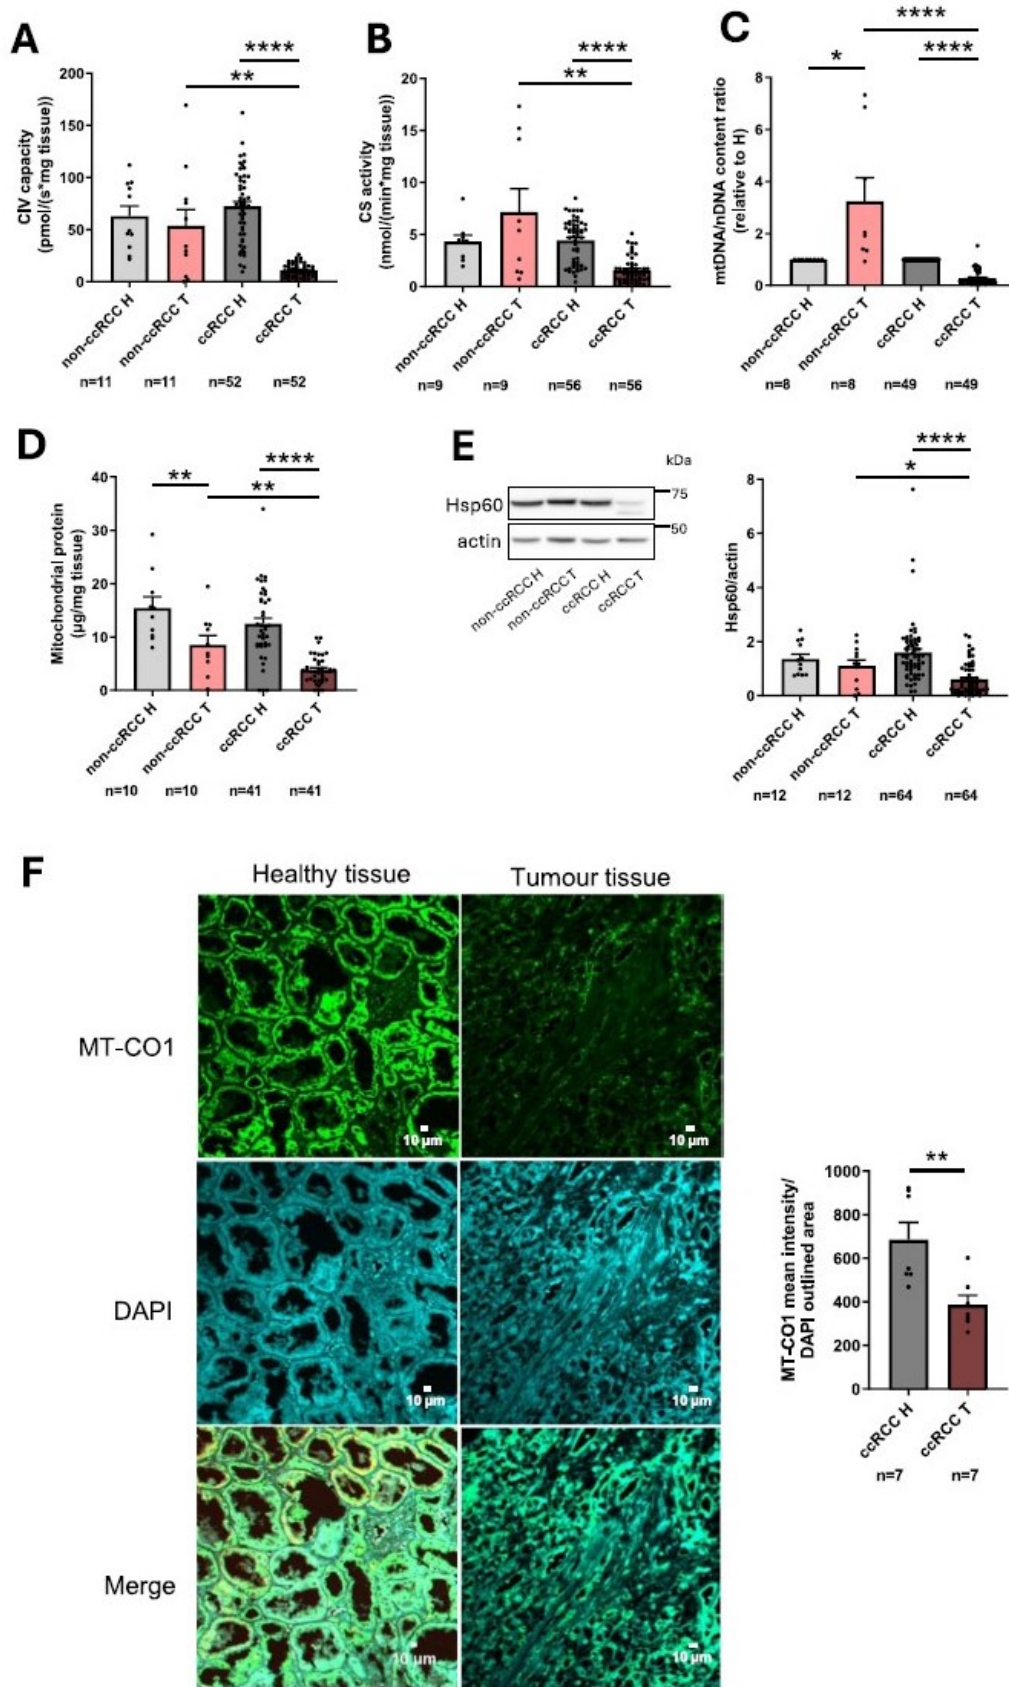 A
****
**
CIV capacity
(pmol/(s*mg tissue))
200
150
100
50
0
non-ccRCC H
non-ccRCC T
ccRCC H
ccRCC T
n=11
n=11
n=52
n=52
B
****
**
CS activity
(nmol/(min*mg tissue))
20
15
10
5
0
non-ccRCC H
non-ccRCC T
ccRCC H
ccRCC T
n=9
n=9
n=56
n=56
C
****
****
*
mtDNA/nDNA content ratio
(relative to H)
8
6
4
2
0
non-ccRCC H
non-ccRCC T
ccRCC H
ccRCC T
n=8
n=8
n=49
n=49
D
****
**
**
Mitochondrial protein
(µg/mg tissue)
40
30
20
10
0
non-ccRCC H
non-ccRCC T
ccRCC H
ccRCC T
n=10
n=10
n=41
n=41
E
kDa
Hsp60
75
actin
50
non-ccRCC H
non-ccRCC T
ccRCC H
ccRCC T
****
*
Hsp60/actin
8
6
4
2
0
non-ccRCC H
non-ccRCC T
ccRCC H
ccRCC T
n=12
n=12
n=64
n=64
F
Healthy tissue
Tumour tissue
MT-CO1
10 µm
10 µm
DAPI
10 µm
10 µm
Merge
10 µm
10 µm
**
MT-CO1 mean intensity/
DAPI outlined area
1000
800
600
400
200
0
ccRCC H
ccRCC T
n=7
n=7